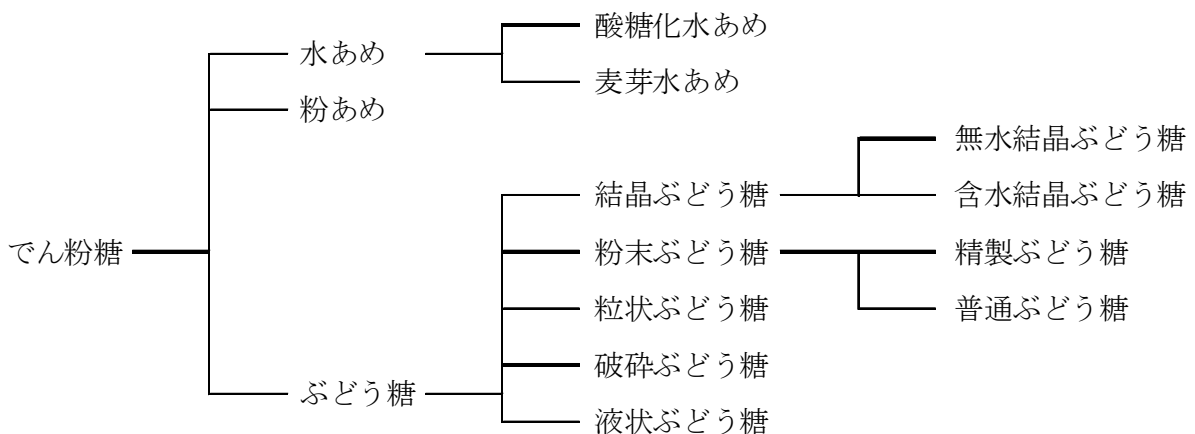 酸糖化水あめ
水あめ
麦芽水あめ
粉あめ
無水結晶ぶどう糖
結晶ぶどう糖
含水結晶ぶどう糖
でん粉糖
粉末ぶどう糖
精製ぶどう糖
粒状ぶどう糖
普通ぶどう糖
破砕ぶどう糖
ぶどう糖
液状ぶどう糖